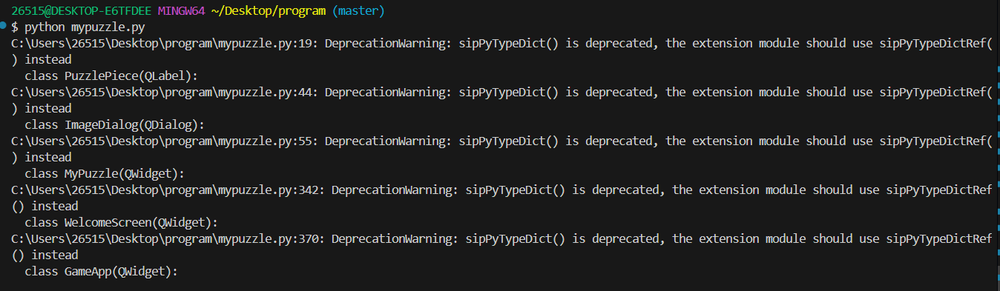 26515@DESKTOP-E6TFDEE MINGW64 ~/Desktop/program (master)
$ python mypuzzle.py
C:\Users\26515\Desktop\program\mypuzzle.py:19: DeprecationWarning: sipPyTypeDict() is deprecated, the extension module should use sipPyTypeDictRef(
) instead
  class PuzzlePiece(QLabel):
C:\Users\26515\Desktop\program\mypuzzle.py:44: DeprecationWarning: sipPyTypeDict() is deprecated, the extension module should use sipPyTypeDictRef(
) instead
  class ImageDialog(QDialog):
C:\Users\26515\Desktop\program\mypuzzle.py:55: DeprecationWarning: sipPyTypeDict() is deprecated, the extension module should use sipPyTypeDictRef(
) instead
  class MyPuzzle(QWidget):
C:\Users\26515\Desktop\program\mypuzzle.py:342: DeprecationWarning: sipPyTypeDict() is deprecated, the extension module should use sipPyTypeDictRef
() instead
  class WelcomeScreen(QWidget):
C:\Users\26515\Desktop\program\mypuzzle.py:370: DeprecationWarning: sipPyTypeDict() is deprecated, the extension module should use sipPyTypeDictRef
() instead
  class GameApp(QWidget):